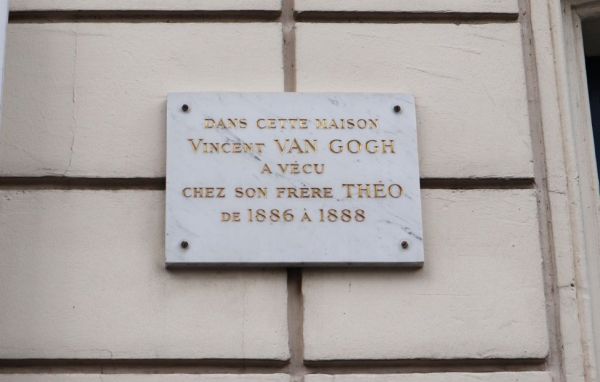 DANS CETTE MAISON
VINCENT VAN GOGH
A VÉCU
CHEZ SON FRÈRE THÉO
DE 1886 À 1888